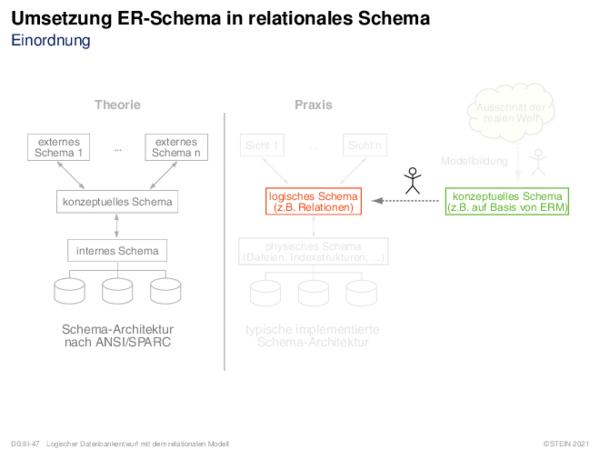 Umsetzung ER-Schema in relationales Schema
Einordnung
Theorie
Praxis
Ausschnitt der
realen Welt
externes
Schema 1
...
externes
Schema n
Sicht 1
...
Sicht n
Modellbildung
konzeptuelles Schema
logisches Schema
(z.B. Relationen)
konzeptuelles Schema
(z.B. auf Basis von ERM)
internes Schema
physisches Schema
(Dateien, Indexstrukturen, ...)
Schema-Architektur
nach ANSI/SPARC
typische implementierte
Schema-Architektur
DB:III-47 Logischer Datenbankentwurf mit dem relationalen Modell
©STEIN 2021